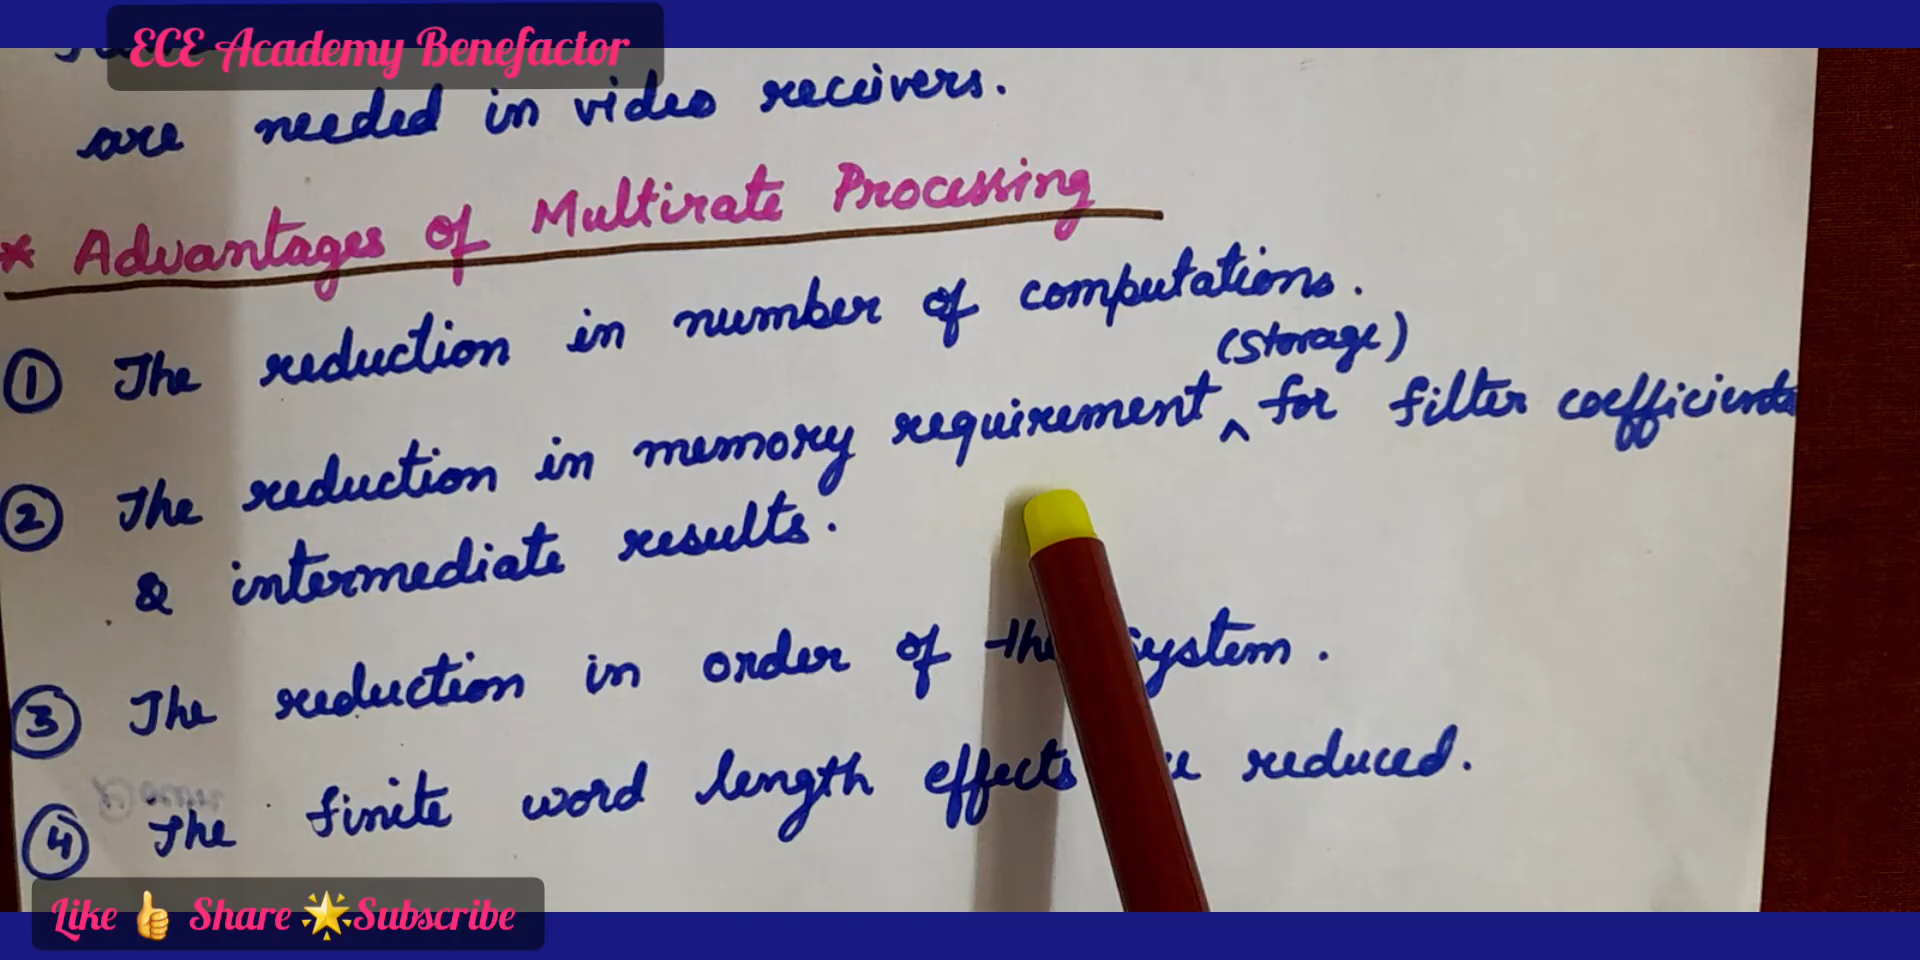 ECE Academy Benefactor
are needed in video receivers.
* Advantages of Multirate Processing
① The reduction in number of computations.
(storage)
② The reduction in memory requirement ^ for filter coefficients
& intermediate results.
③ The reduction in order of the system.
④ The finite word length effects reduced.
Like 👍 Share 🌟Subscribe